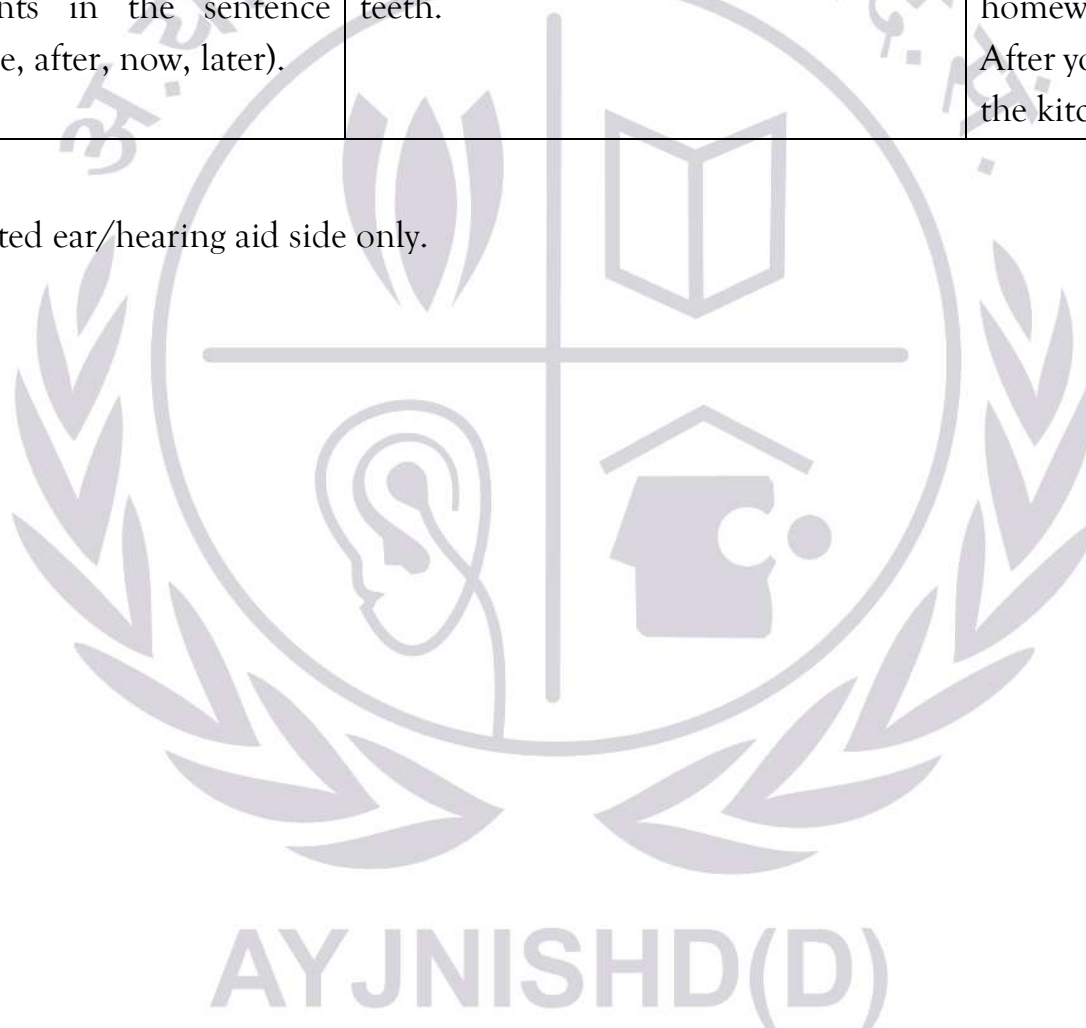 nts in the sentence teeth. homew
e, after, now, later). After yo
the kitc
ted ear/hearing aid side only.
अ.
AYJNISHD(D)